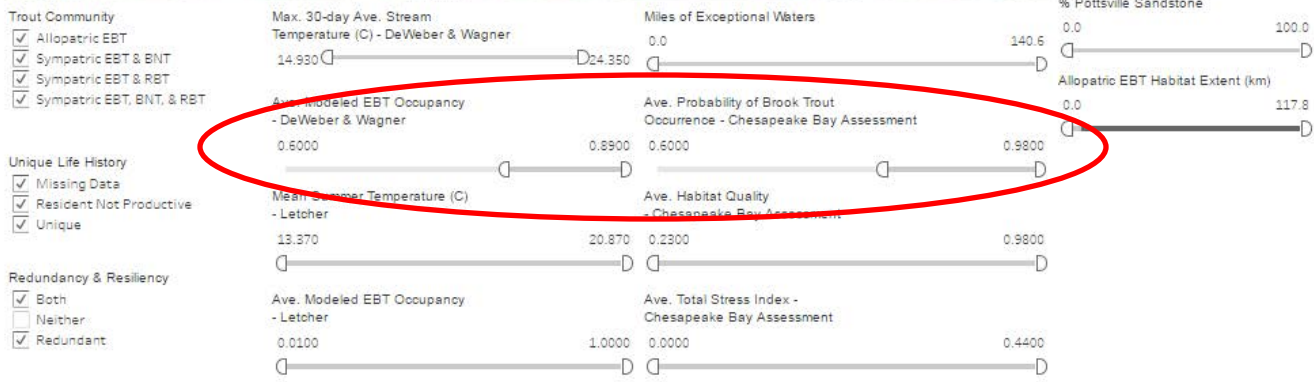 Trout Community
Allopatric EBT
Sympatric EBT & BNT
Sympatric EBT & RBT
Sympatric EBT, BNT, & RBT
Unique Life History
Missing Data
Resident Not Productive
Unique
Redundancy & Resiliency
Both
Neither
Redundant
Max. 30-day Ave. Stream
Temperature (C) - DeWeber & Wagner
14.930 24.350
Ave. Modeled EBT Occupancy
- DeWeber & Wagner
0.6000 0.8900
Mean Summer Temperature (C)
- Letcher
13.370 20.870
Ave. Modeled EBT Occupancy
- Letcher
0.0100 1.0000
Miles of Exceptional Waters
0.0 140.6
Ave. Probability of Brook Trout
Occurrence - Chesapeake Bay Assessment
0.6000 0.9800
Ave. Habitat Quality
- Chesapeake Bay Assessment
0.2300 0.9800
Ave. Total Stress Index -
Chesapeake Bay Assessment
0.0000 0.4400
% Pottsville Sandstone
0.0 100.0
Allopatric EBT Habitat Extent (km)
0.0 117.8